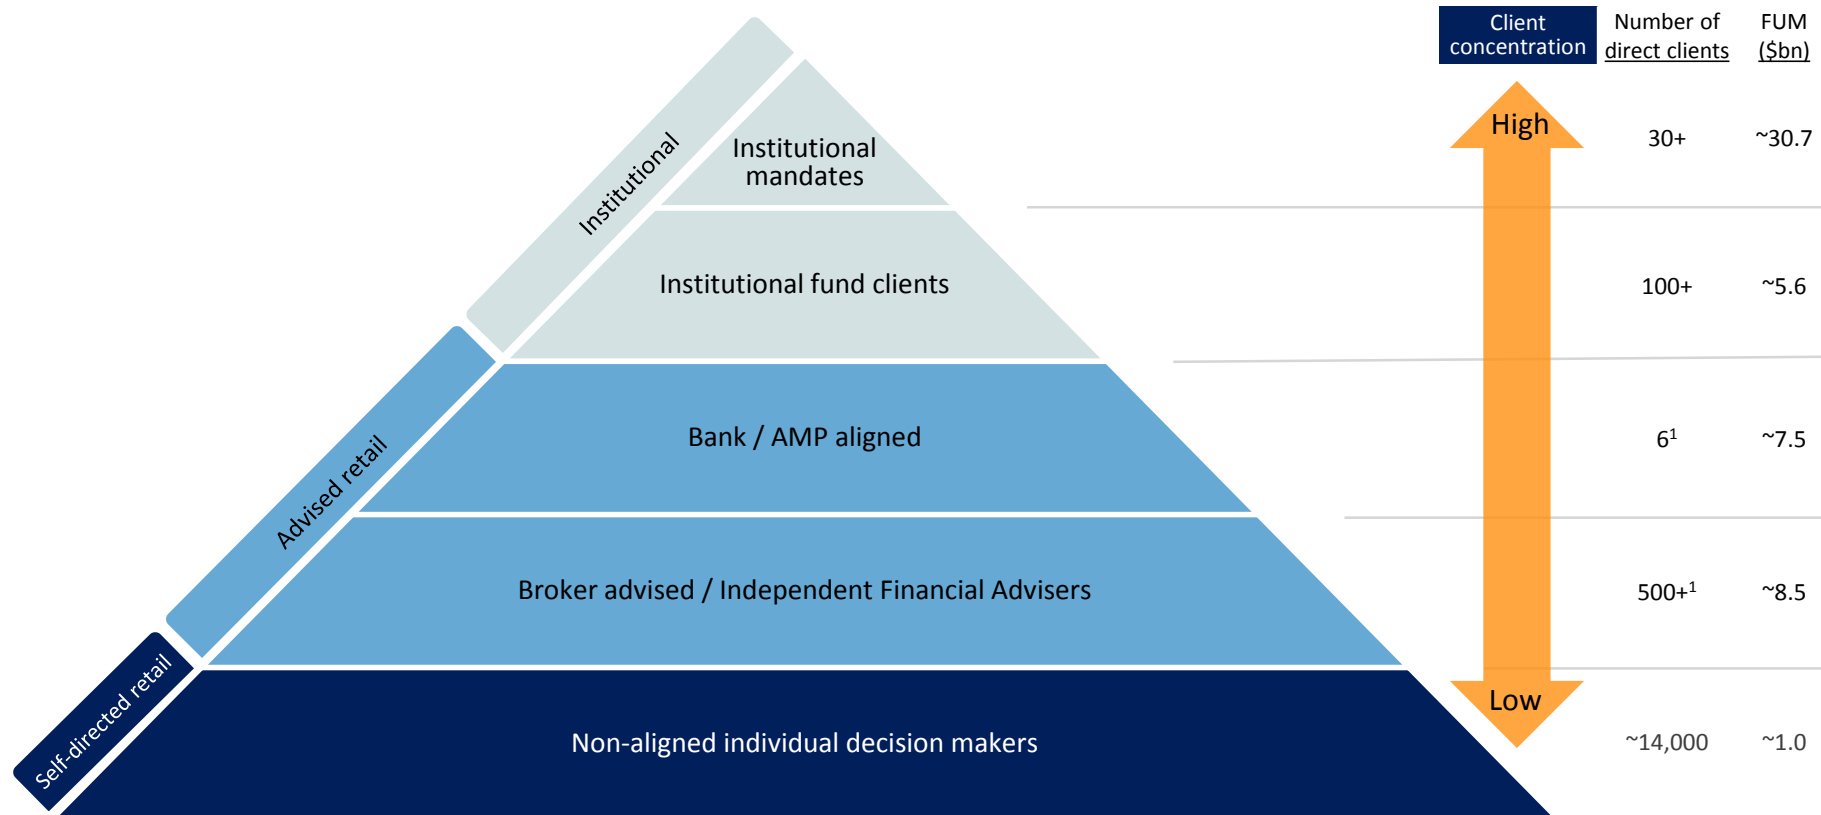 Client
concentration
Number of
direct clients
FUM
($bn)
Institutional
Institutional
mandates
High
30+
~30.7
Institutional fund clients
100+
~5.6
Advised retail
Bank / AMP aligned
6¹
~7.5
Broker advised / Independent Financial Advisers
500+¹
~8.5
Self-directed retail
Non-aligned individual decision makers
Low
~14,000
~1.0